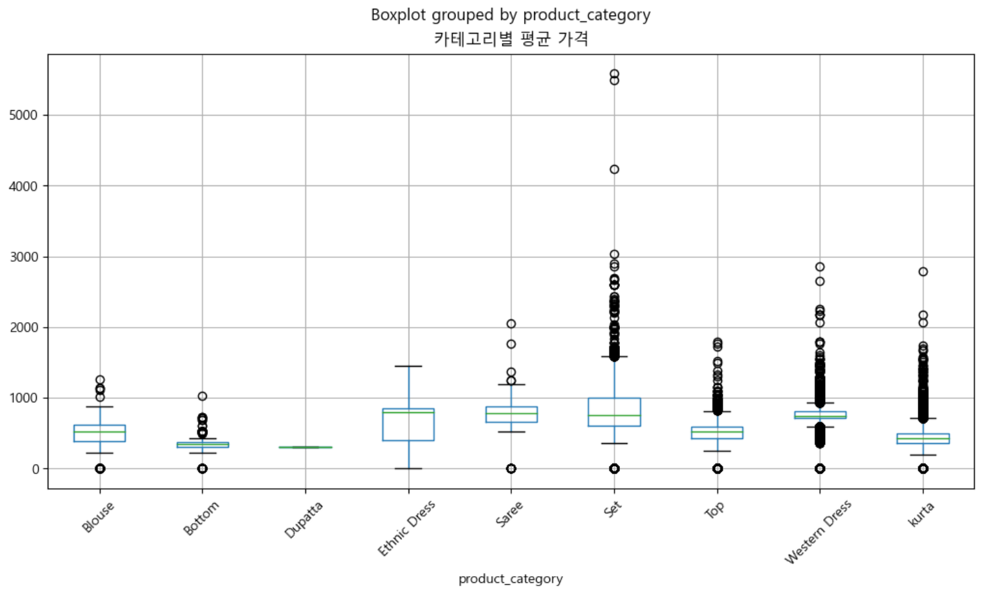 Boxplot grouped by product_category
카테고리별 평균 가격
5000
4000
3000
2000
1000
0
Blouse
Bottom
Dupatta
Ethnic Dress
Saree
Set
Top
Western Dress
kurta
product_category